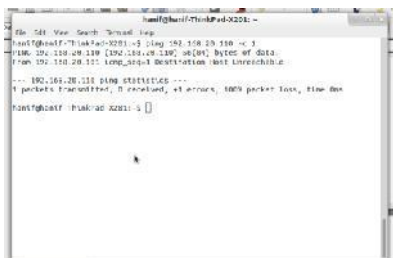 hanif@hanif-ThinkPad-X201: ~
File Edit View Search Terminal Help
hanif@hanif-ThinkPad-X201:~$ ping 192.168.20.110 -c 1
PING 192.168.20.110 (192.168.20.110) 56(84) bytes of data.
From 192.168.20.101 icmp_seq=1 Destination Host Unreachable
--- 192.168.20.110 ping statistics ---
1 packets transmitted, 0 received, +1 errors, 100% packet loss, time 0ms
hanif@hanif-ThinkPad-X201:~$